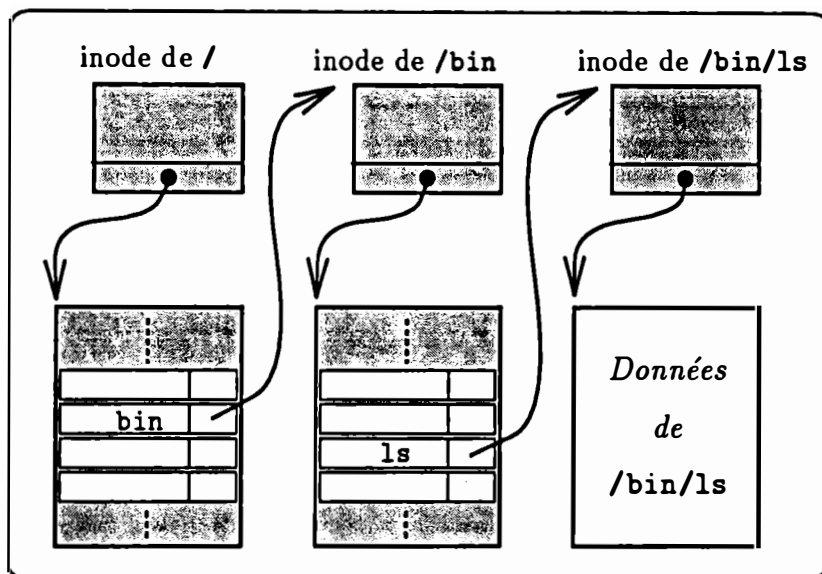 inode de /
inode de /bin
inode de /bin/ls
bin
ls
Données
de
/bin/ls